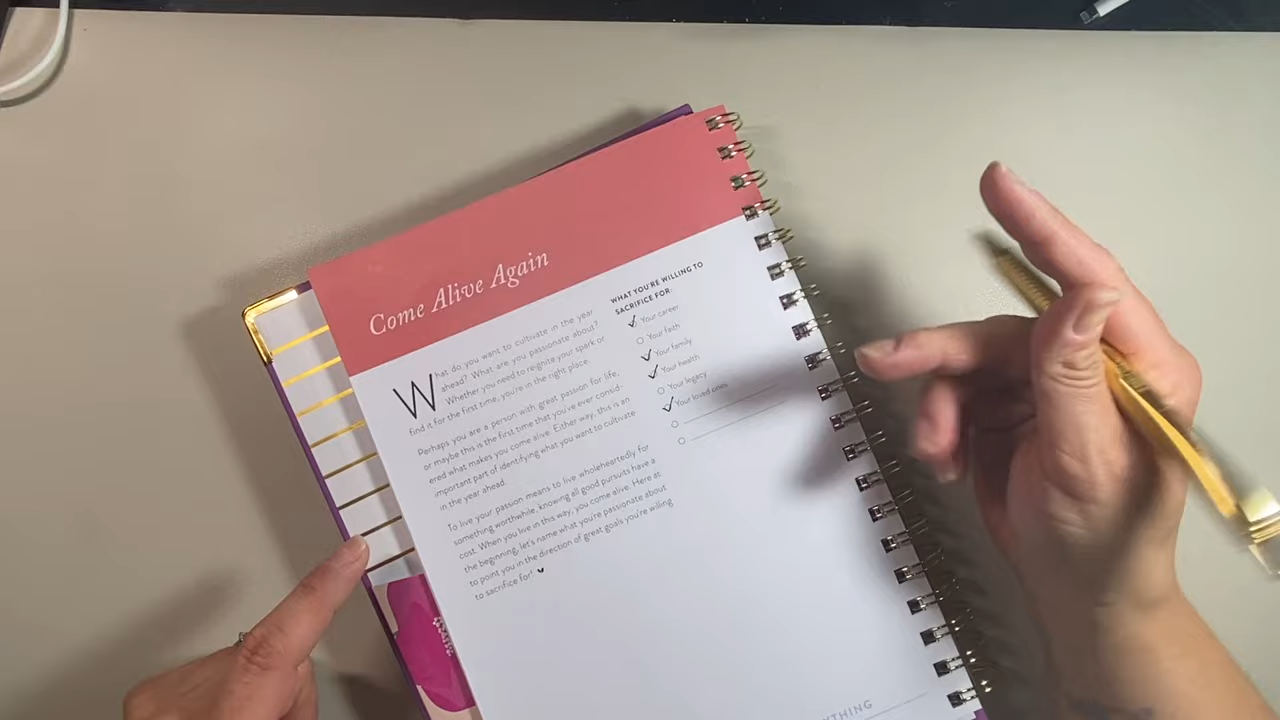 Come Alive Again
What do you want to cultivate in the year
ahead? What are you passionate about?
Whether you need to reignite your spark or
find it for the first time, you're in the right place.
Perhaps you are a person with great passion for life,
or maybe this is the first time that you've ever consid-
ered what makes you come alive. Either way, this is an
important part of identifying what you want to cultivate
in the year ahead.
To live your passion means to live wholeheartedly for
something worthwhile, knowing all good pursuits have a
cost. When you live in this way, you come alive. Here at
the beginning, let's name what you're passionate about
to point you in the direction of great goals you're willing
to sacrifice for!
WHAT YOU'RE WILLING TO
SACRIFICE FOR:
Your career
Your faith
Your family
Your health
Your legacy
Your loved ones